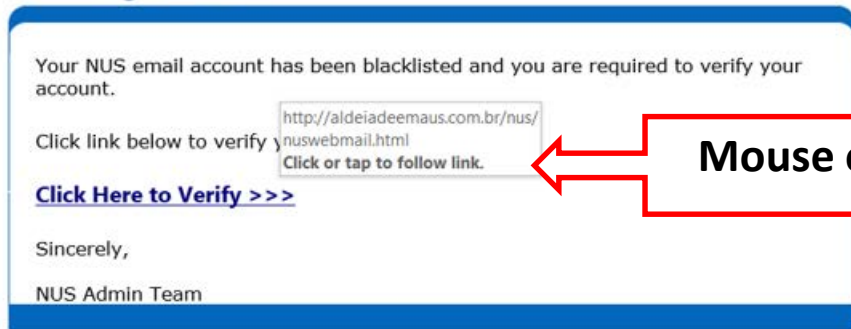 Your NUS email account has been blacklisted and you are required to verify your
account.
http://aldeiadeemaus.com.br/nus/
Click link below to verify y
nuswebmail.html
Click or tap to follow link.
Mouse
Click Here to Verify >>>
Sincerely,
NUS Admin Team